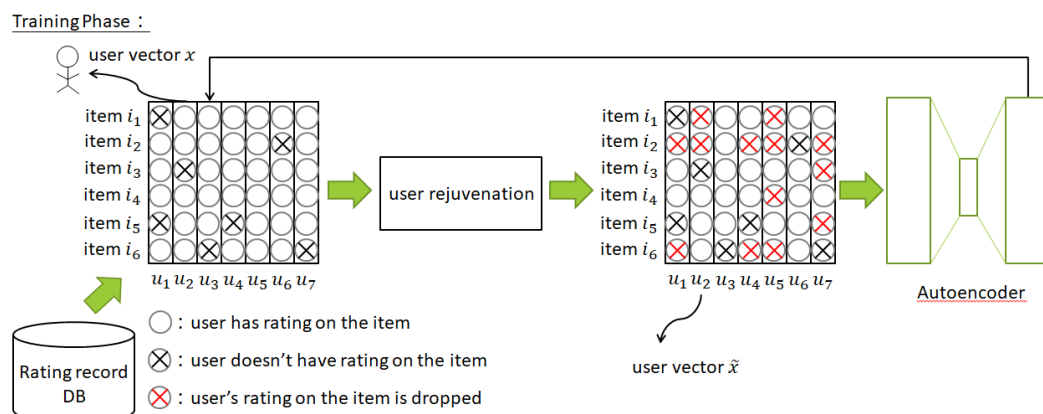 Training Phase :
user vector x
item i₁
item i₂
item i₃
item i₄
item i₅
item i₆
u₁ u₂ u₃ u₄ u₅ u₆ u₇
user rejuvenation
item i₁
item i₂
item i₃
item i₄
item i₅
item i₆
u₁ u₂ u₃ u₄ u₅ u₆ u₇
user vector x̃
Autoencoder
Rating record
DB
: user has rating on the item
: user doesn't have rating on the item
: user's rating on the item is dropped